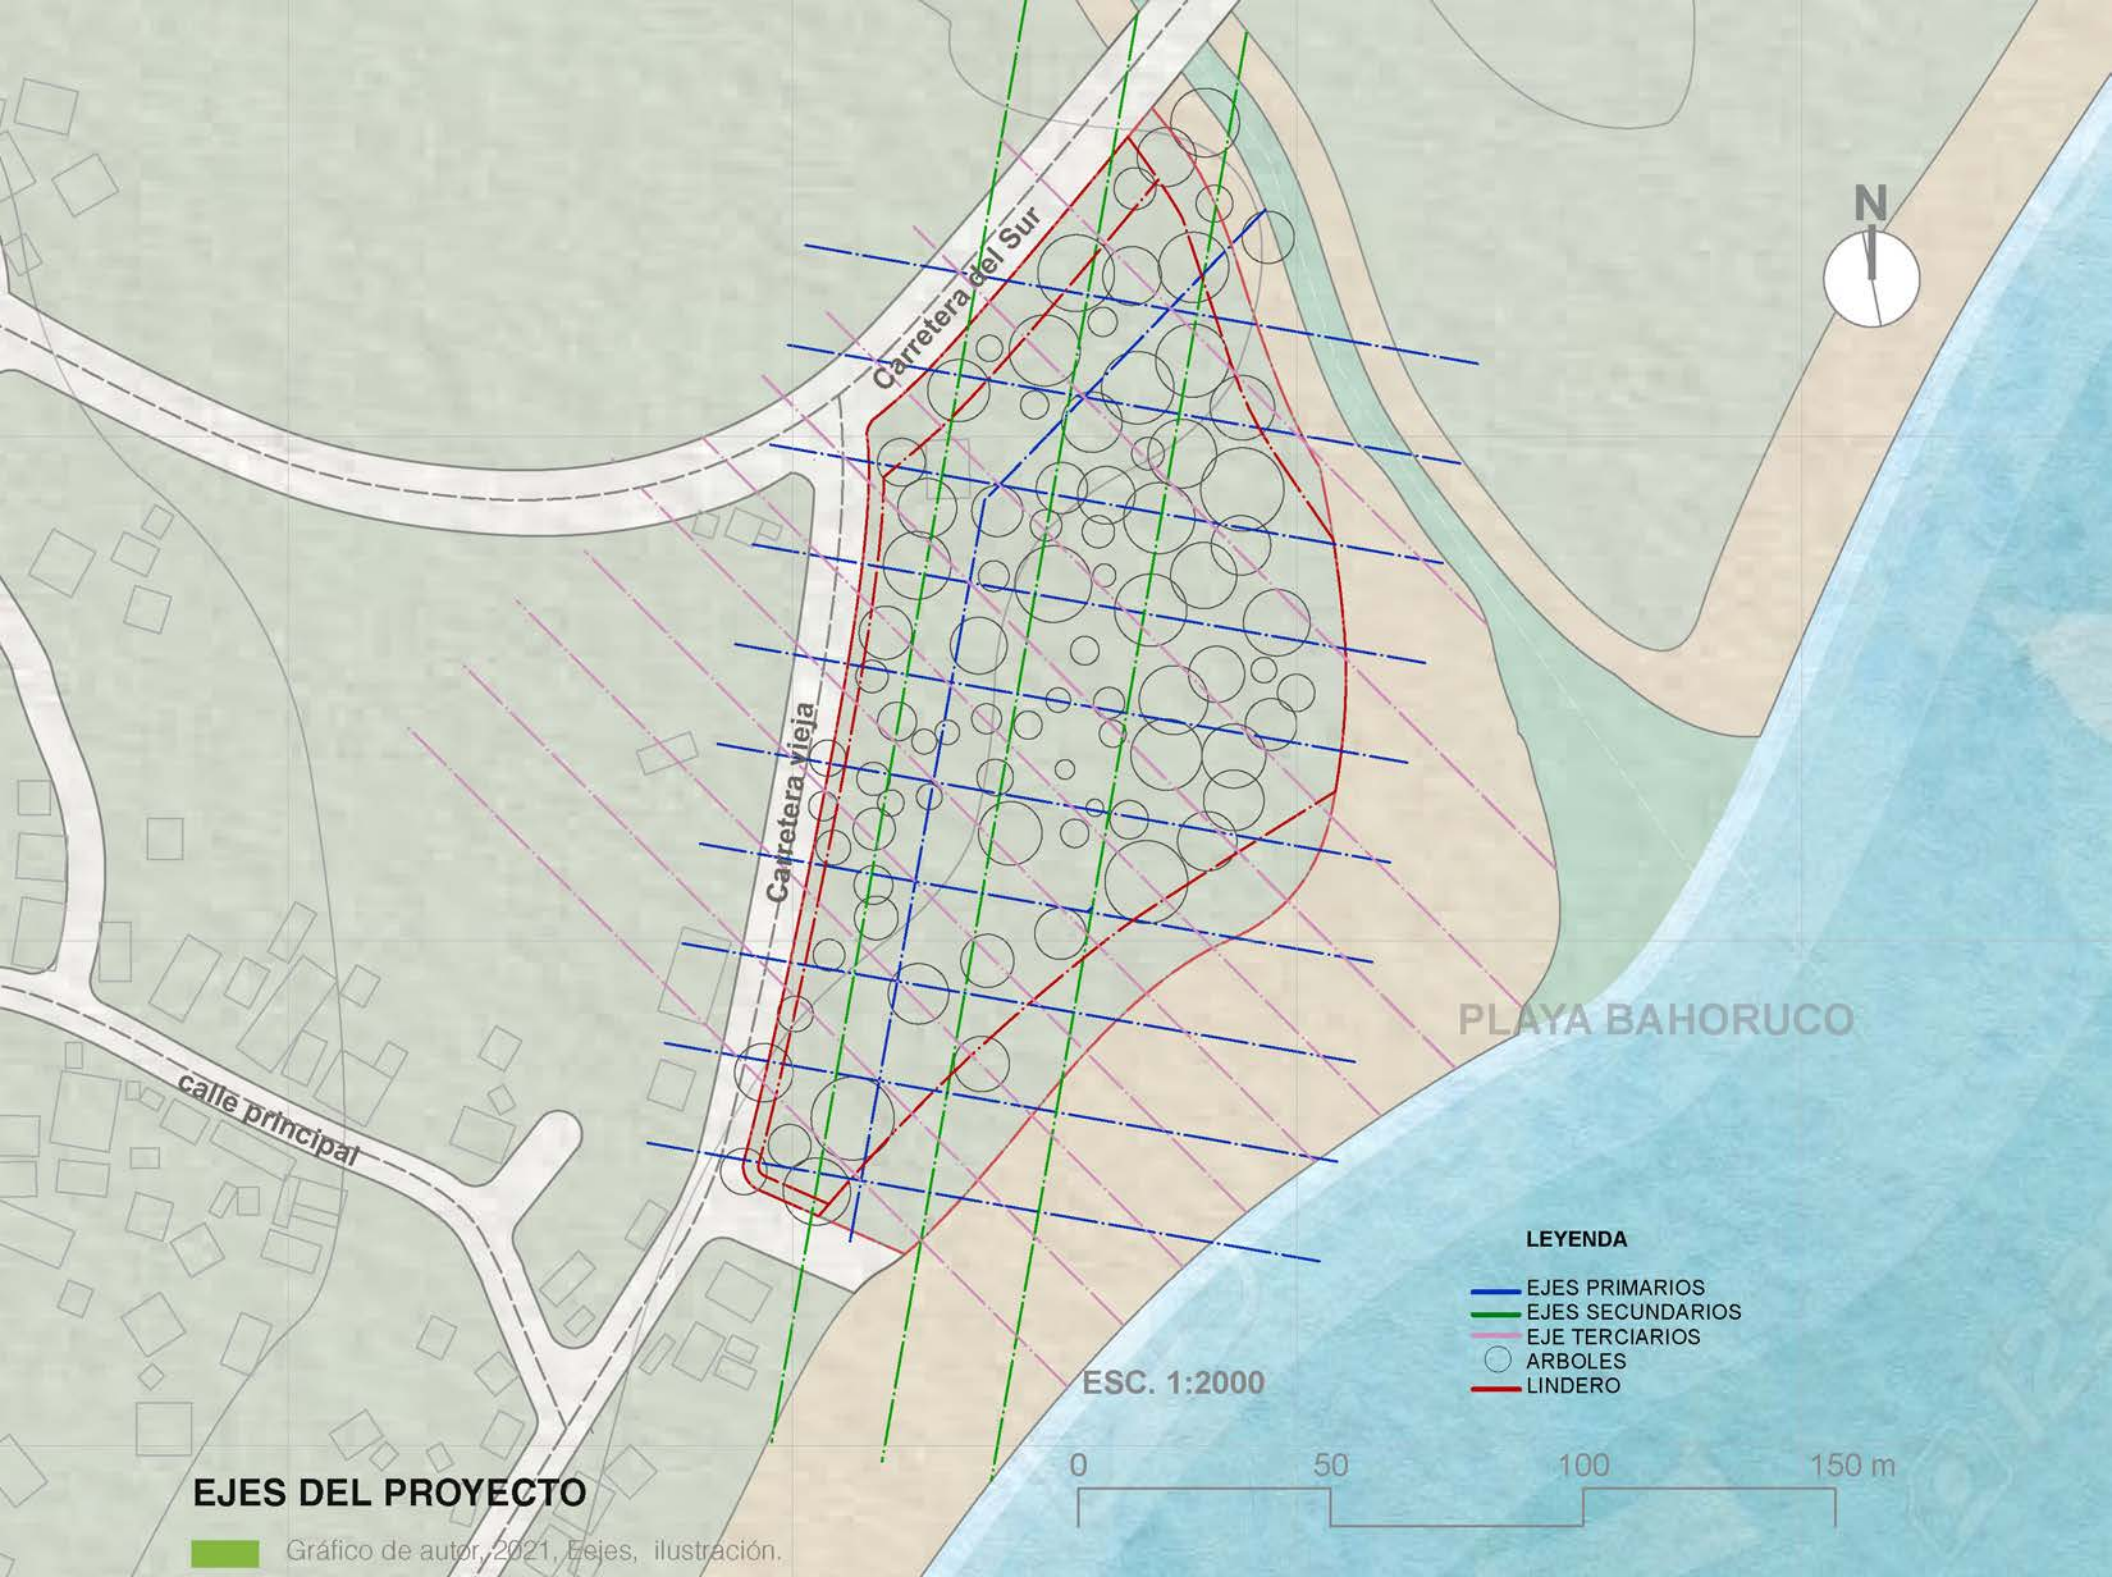 N
Carretera del Sur
Carretera vieja
calle principal
PLAYA BAHORUCO
LEYENDA
EJES PRIMARIOS
EJES SECUNDARIOS
EJE TERCIARIOS
ARBOLES
LINDERO
ESC. 1:2000
0 50 100 150 m
EJES DEL PROYECTO
Gráfico de autor, 2021, Eejes, ilustración.